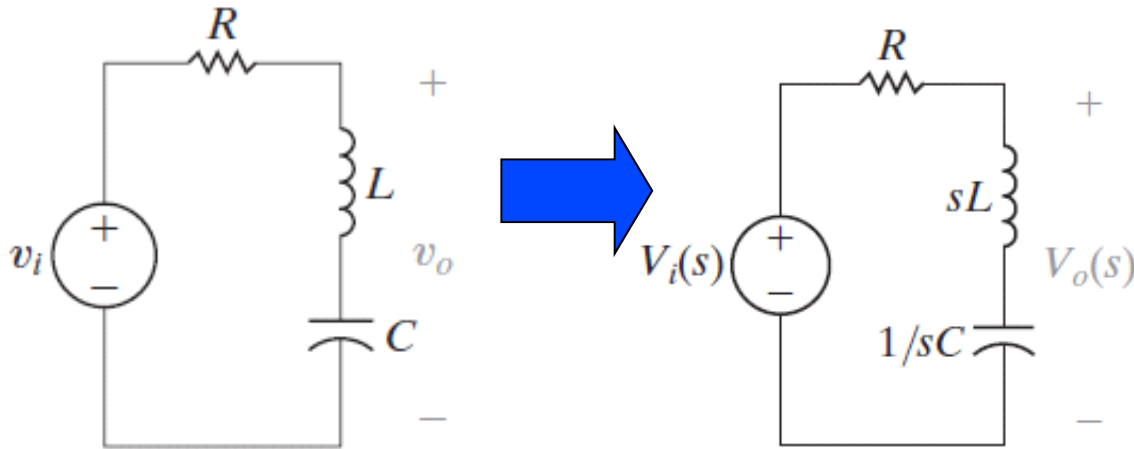 R
+
L
+
v_i
−
v_o
C
−
R
+
sL
+
V_i(s)
−
V_o(s)
1/sC
−